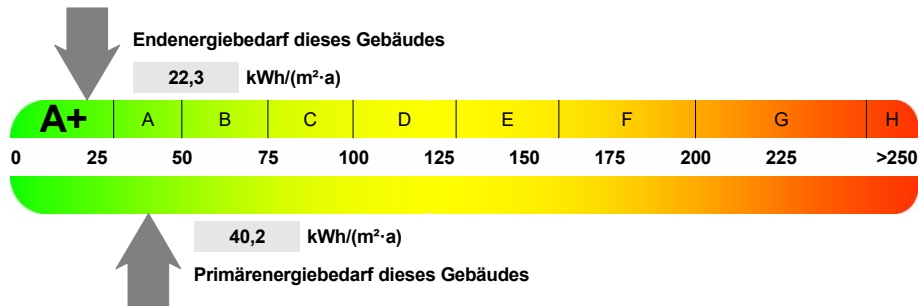 Endenergiebedarf dieses Gebäudes
22,3 kWh/(m²·a)
A+ A B C D E F G H
0 25 50 75 100 125 150 175 200 225 >250
40,2 kWh/(m²·a)
Primärenergiebedarf dieses Gebäudes